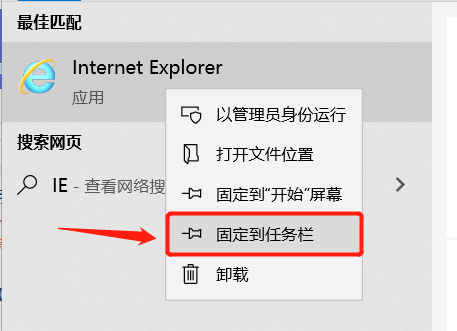 最佳匹配
Internet Explorer
应用
以管理员身份运行
打开文件位置
搜索网页
IE - 查看网络搜
固定到"开始"屏幕
固定到任务栏
卸载